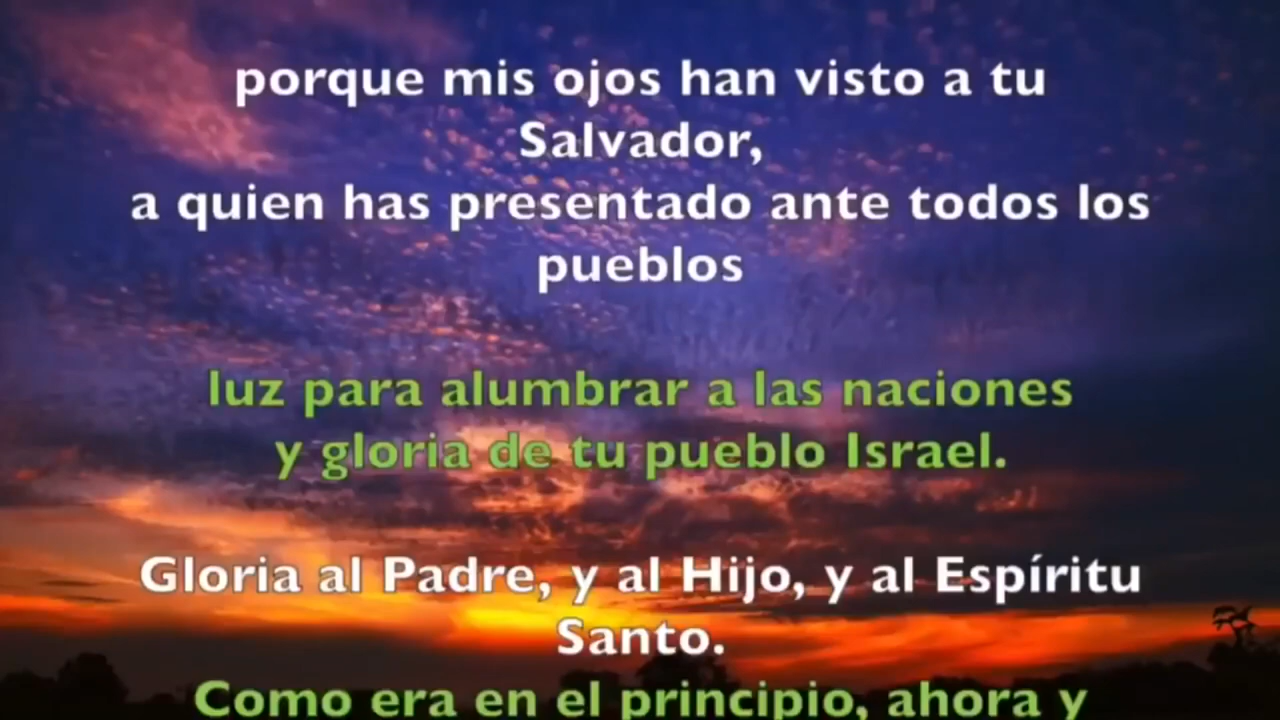 porque mis ojos han visto a tu
Salvador,
a quien has presentado ante todos los
pueblos
luz para alumbrar a las naciones
y gloria de tu pueblo Israel.
Gloria al Padre, y al Hijo, y al Espíritu
Santo.
Como era en el principio, ahora y